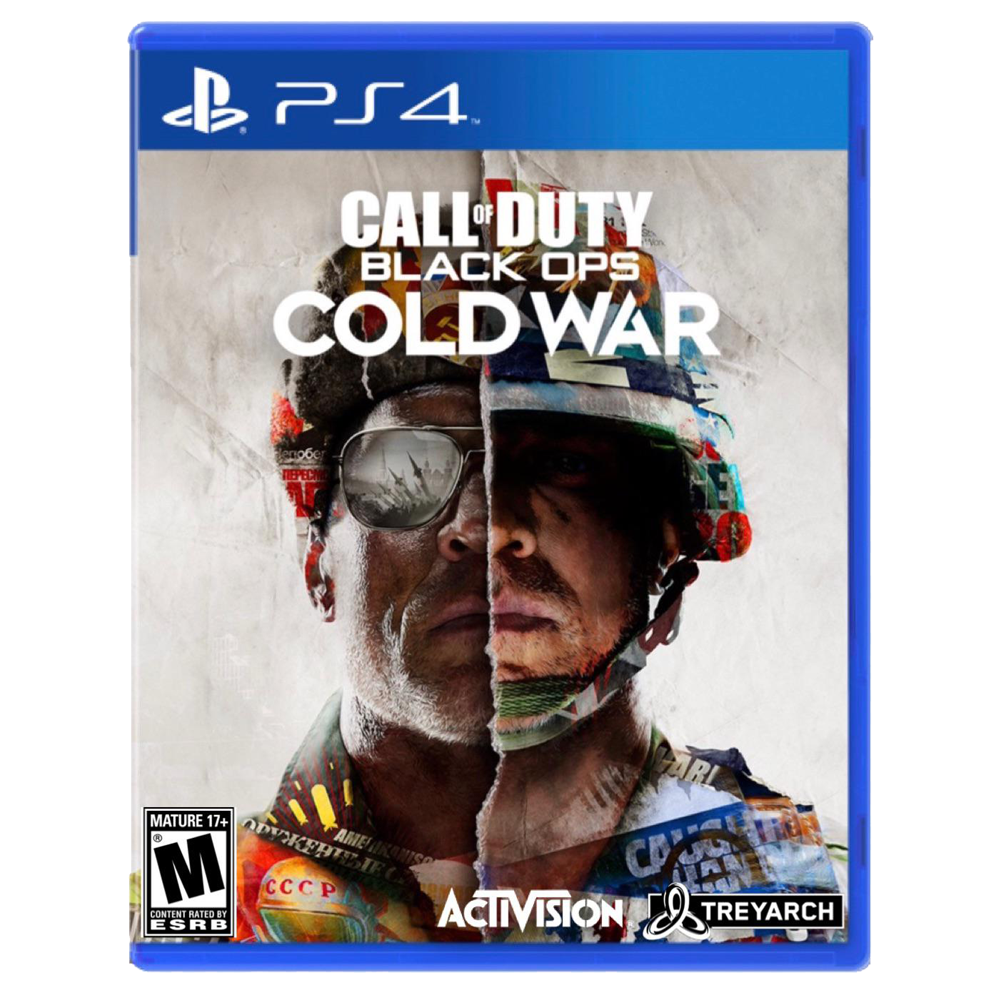 PS4
CALL OF DUTY
BLACK OPS
COLD WAR
CCCP
MATURE 17+
M
CONTENT RATED BY
ESRB
ACTIVISION
TREYARCH